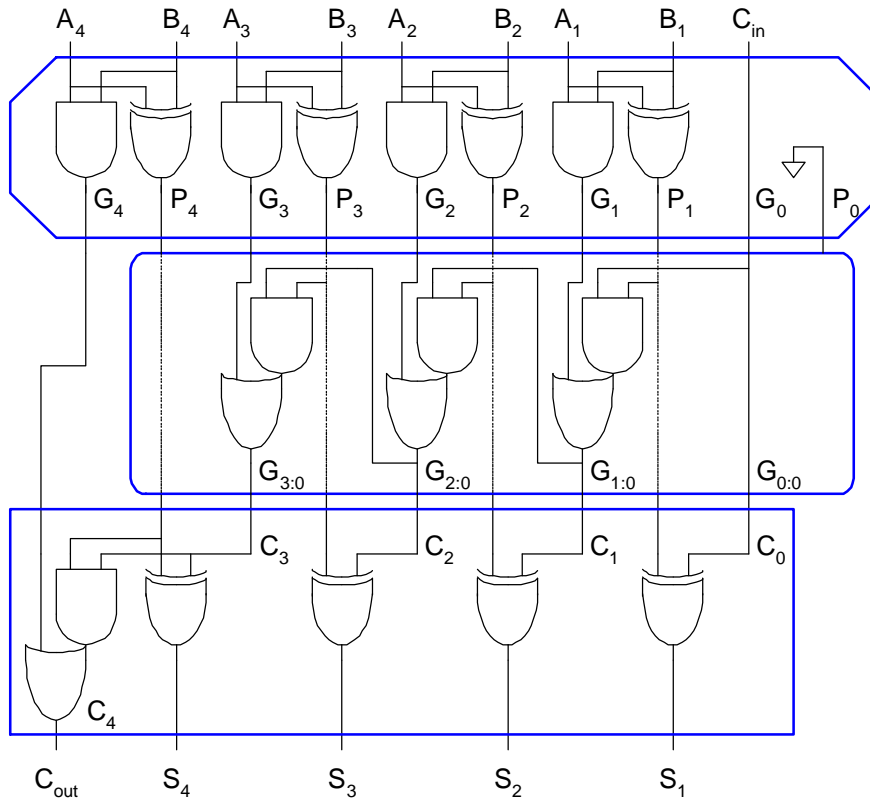 A₄ B₄ A₃ B₃ A₂ B₂ A₁ B₁ Cᵢₙ
G₄ P₄ G₃ P₃ G₂ P₂ G₁ P₁ G₀ P₀
G₃:₀ G₂:₀ G₁:₀ G₀:₀
C₃ C₂ C₁ C₀
C₄
Cₒᵤₜ S₄ S₃ S₂ S₁